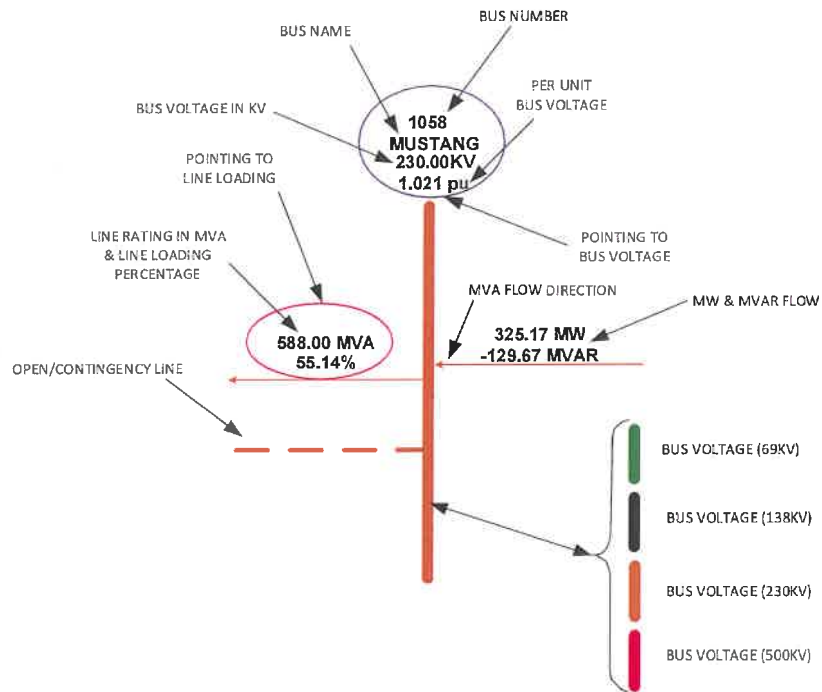 BUS NUMBER
BUS NAME
PER UNIT
BUS VOLTAGE
BUS VOLTAGE IN KV
1058
MUSTANG
230.00KV
1.021 pu
POINTING TO
LINE LOADING
LINE RATING IN MVA
& LINE LOADING
PERCENTAGE
POINTING TO
BUS VOLTAGE
MVA FLOW DIRECTION
MW & MVAR FLOW
588.00 MVA
55.14%
325.17 MW
-129.67 MVAR
OPEN/CONTINGENCY LINE
BUS VOLTAGE (69KV)
BUS VOLTAGE (138KV)
BUS VOLTAGE (230KV)
BUS VOLTAGE (500KV)